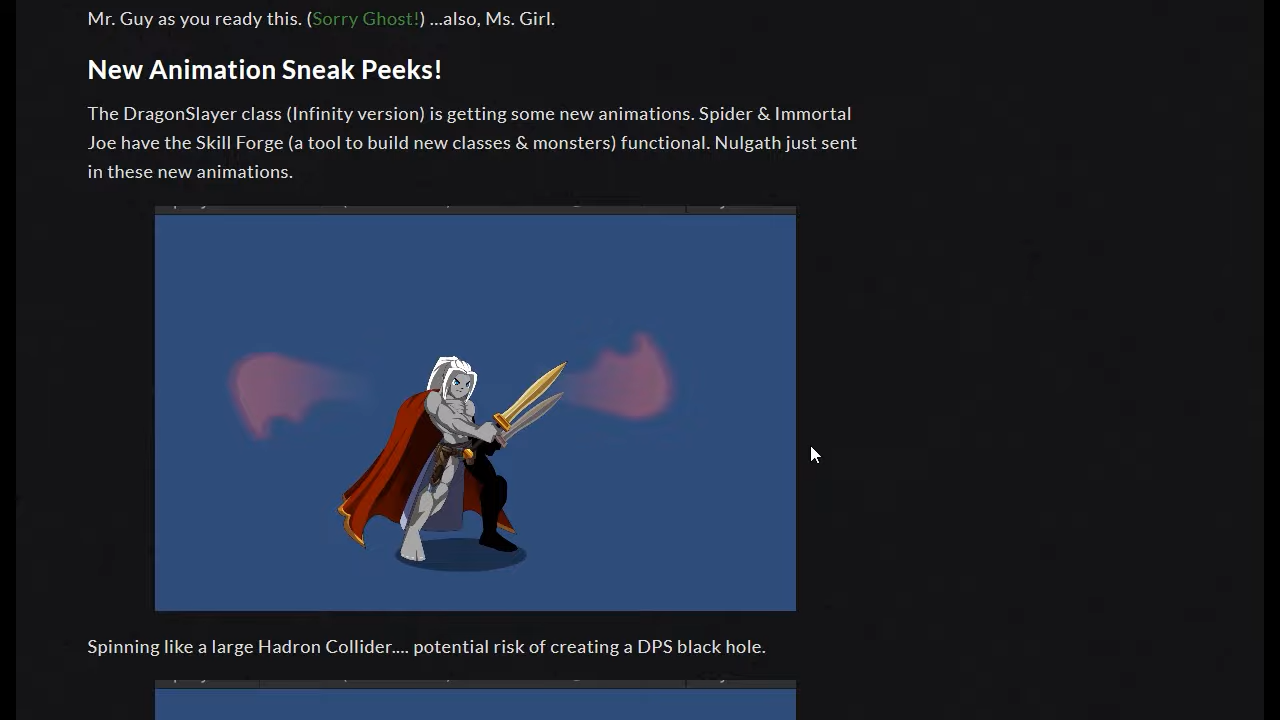 Mr. Guy as you ready this. (Sorry Ghost!) ...also, Ms. Girl.
New Animation Sneak Peeks!
The DragonSlayer class (Infinity version) is getting some new animations. Spider & Immortal
Joe have the Skill Forge (a tool to build new classes & monsters) functional. Nulgath just sent
in these new animations.
Spinning like a large Hadron Collider.... potential risk of creating a DPS black hole.